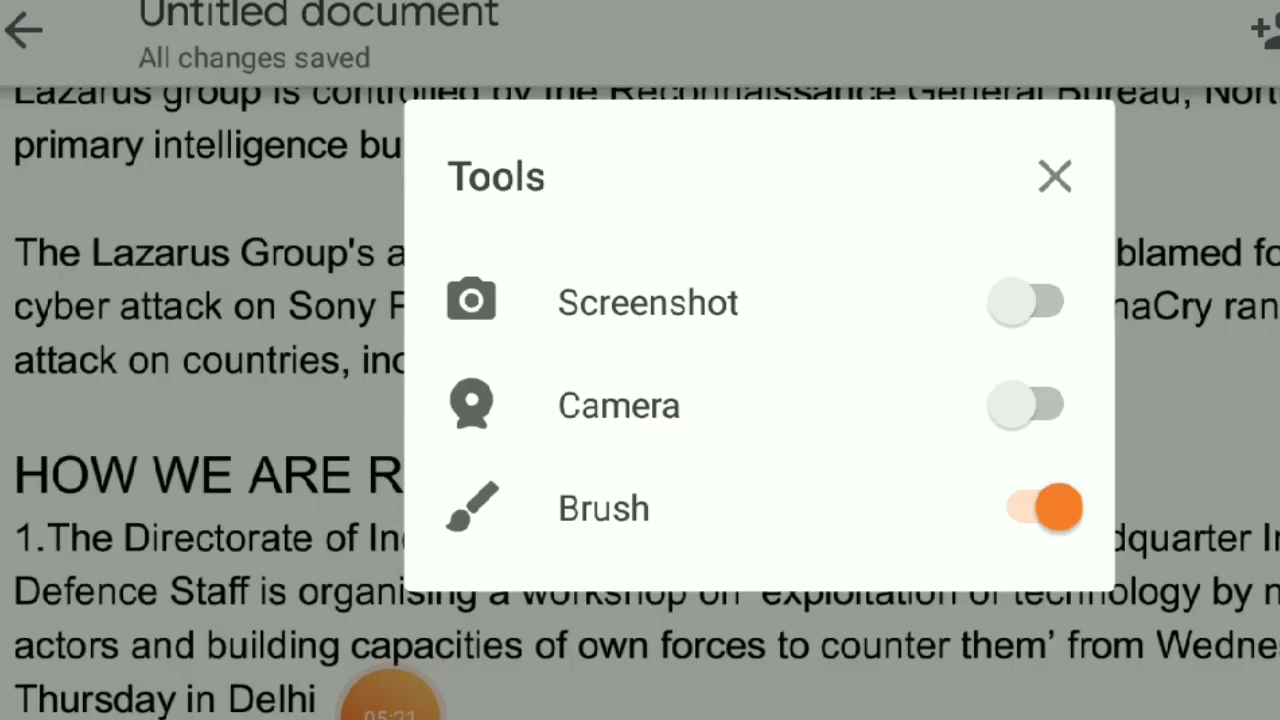 Untitled document
All changes saved
Lazarus group is controlled by the Reconnaissance General Bureau, Nort
primary intelligence bu
Tools
The Lazarus Group's a blamed fo
Screenshot
cyber attack on Sony P naCry ran
attack on countries, inc
Camera
HOW WE ARE R
Brush
1.The Directorate of In dquarter In
Defence Staff is organising a workshop on 'exploitation of technology by n
actors and building capacities of own forces to counter them’ from Wedne
Thursday in Delhi
05:21